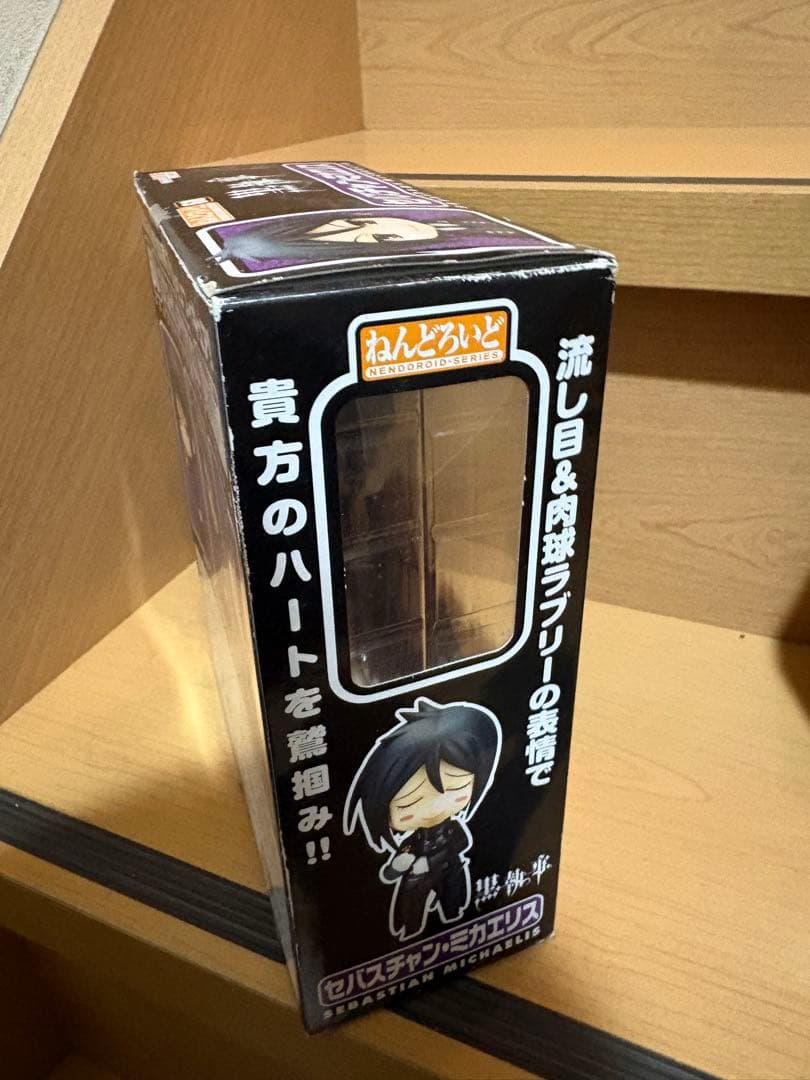 ねんどろいど
NENDOROID·SERIES
流し目&肉球ラブリーの表情で
貴方のハートを鷲掴み!!
黒執事
セバスチャン・ミカエリス
SEBASTIAN MICHAELIS